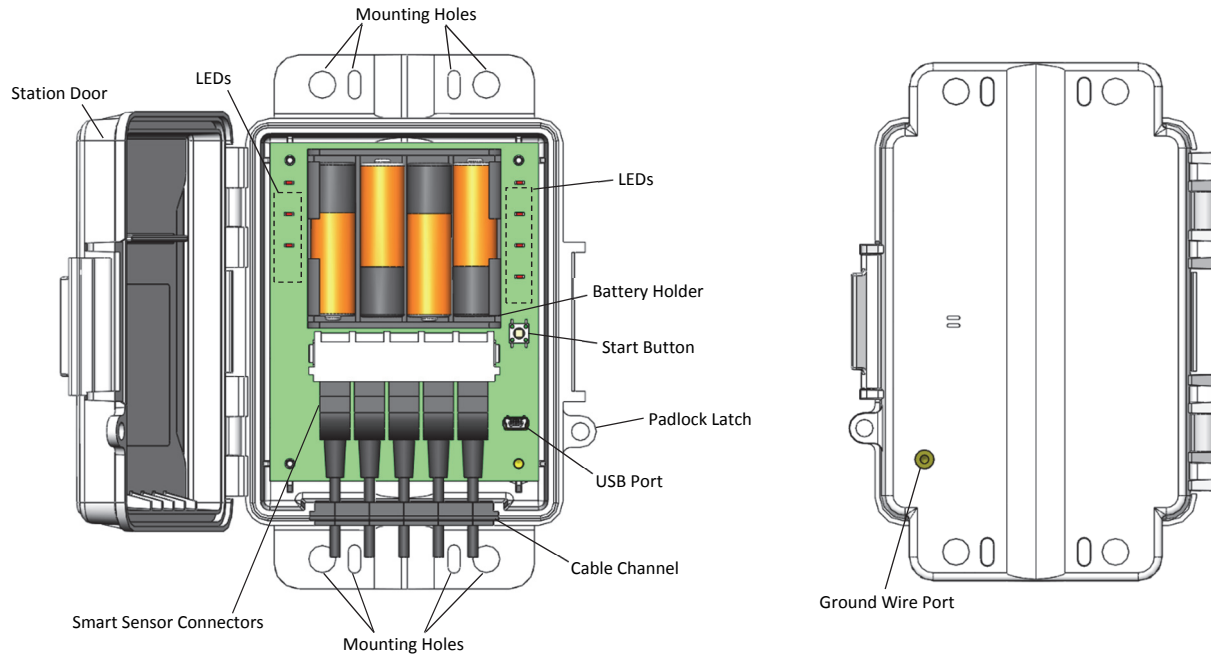 Mounting Holes
LEDs
Station Door
LEDs
Battery Holder
Start Button
Padlock Latch
USB Port
Cable Channel
Ground Wire Port
Smart Sensor Connectors
Mounting Holes